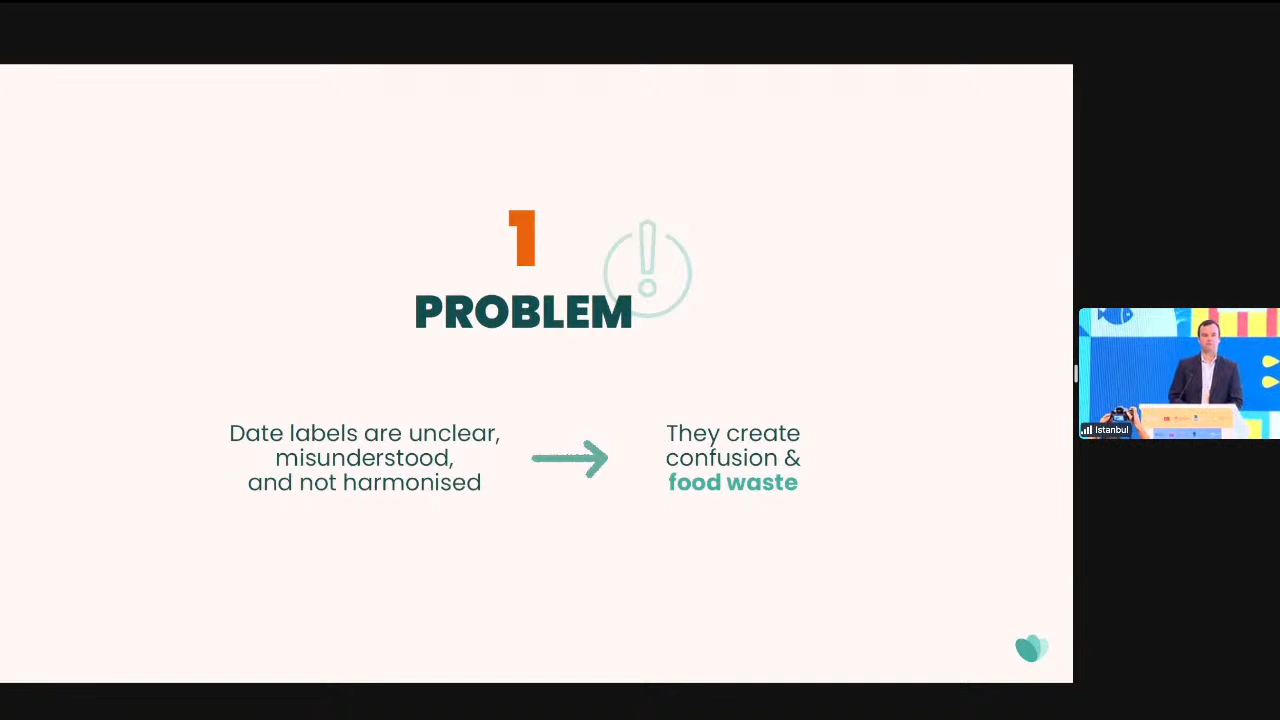 1
PROBLEM
Date labels are unclear,
misunderstood,
and not harmonised
They create
confusion &
food waste
Istanbul